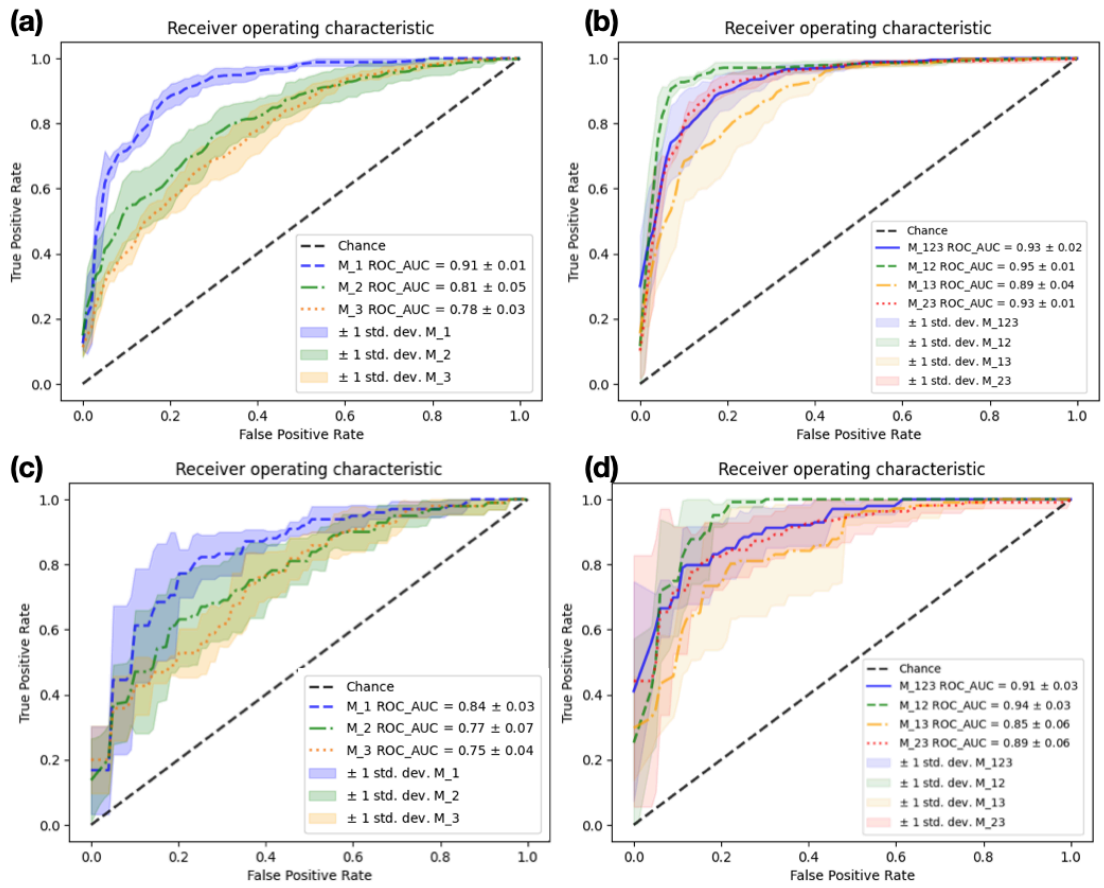 (a)
Receiver operating characteristic
True Positive Rate
1.0
0.8
0.6
0.4
0.2
0.0
Chance
M_1 ROC_AUC = 0.91 ± 0.01
M_2 ROC_AUC = 0.81 ± 0.05
M_3 ROC_AUC = 0.78 ± 0.03
± 1 std. dev. M_1
± 1 std. dev. M_2
± 1 std. dev. M_3
0.0 0.2 0.4 0.6 0.8 1.0
False Positive Rate
(b)
Receiver operating characteristic
True Positive Rate
1.0
0.8
0.6
0.4
0.2
0.0
Chance
M_123 ROC_AUC = 0.93 ± 0.02
M_12 ROC_AUC = 0.95 ± 0.01
M_13 ROC_AUC = 0.89 ± 0.04
M_23 ROC_AUC = 0.93 ± 0.01
± 1 std. dev. M_123
± 1 std. dev. M_12
± 1 std. dev. M_13
± 1 std. dev. M_23
0.0 0.2 0.4 0.6 0.8 1.0
False Positive Rate
(c)
Receiver operating characteristic
True Positive Rate
1.0
0.8
0.6
0.4
0.2
0.0
Chance
M_1 ROC_AUC = 0.84 ± 0.03
M_2 ROC_AUC = 0.77 ± 0.07
M_3 ROC_AUC = 0.75 ± 0.04
± 1 std. dev. M_1
± 1 std. dev. M_2
± 1 std. dev. M_3
0.0 0.2 0.4 0.6 0.8 1.0
False Positive Rate
(d)
Receiver operating characteristic
True Positive Rate
1.0
0.8
0.6
0.4
0.2
0.0
Chance
M_123 ROC_AUC = 0.91 ± 0.03
M_12 ROC_AUC = 0.94 ± 0.03
M_13 ROC_AUC = 0.85 ± 0.06
M_23 ROC_AUC = 0.89 ± 0.06
± 1 std. dev. M_123
± 1 std. dev. M_12
± 1 std. dev. M_13
± 1 std. dev. M_23
0.0 0.2 0.4 0.6 0.8 1.0
False Positive Rate